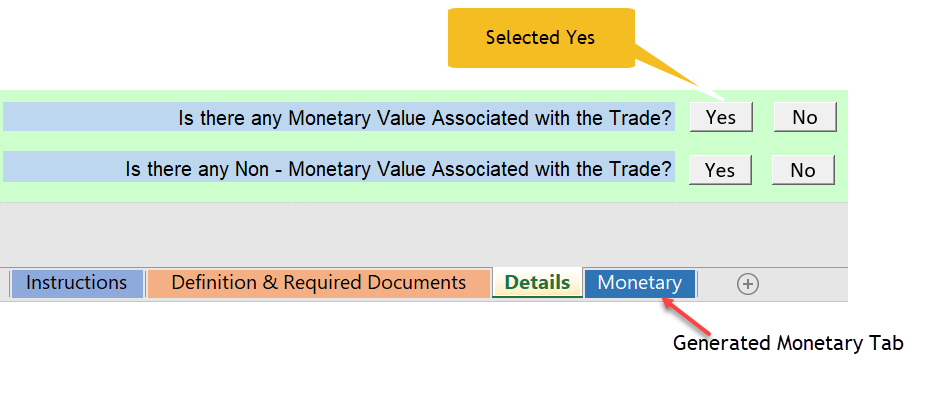 Selected Yes
Is there any Monetary Value Associated with the Trade? Yes No
Is there any Non - Monetary Value Associated with the Trade? Yes No
Instructions Definition & Required Documents Details Monetary
Generated Monetary Tab